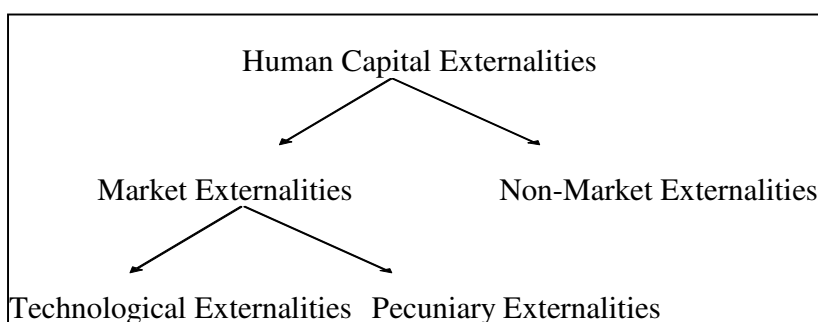 Human Capital Externalities
Market Externalities Non-Market Externalities
Technological Externalities Pecuniary Externalities